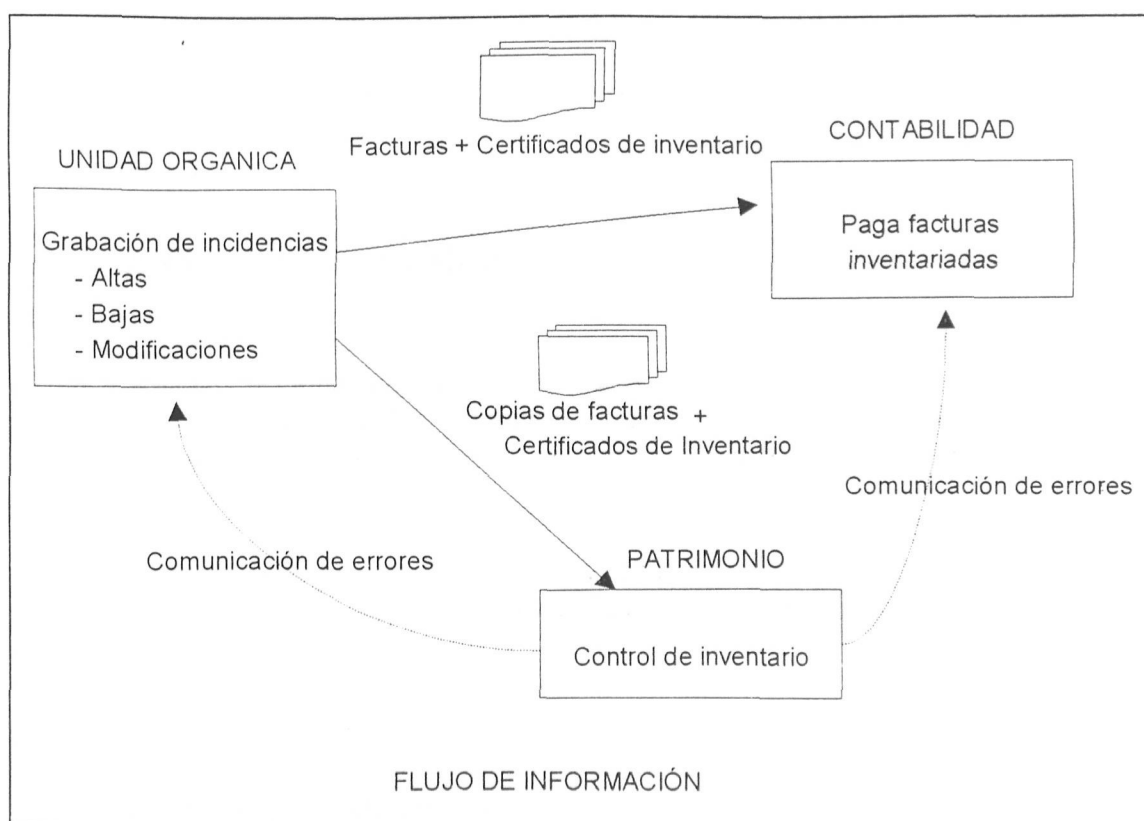 Facturas + Certificados de inventario
CONTABILIDAD
UNIDAD ORGANICA
Paga facturas
inventariadas
Grabación de incidencias
- Altas
- Bajas
- Modificaciones
Copias de facturas +
Certificados de Inventario
Comunicación de errores
Comunicación de errores
PATRIMONIO
Control de inventario
FLUJO DE INFORMACIÓN